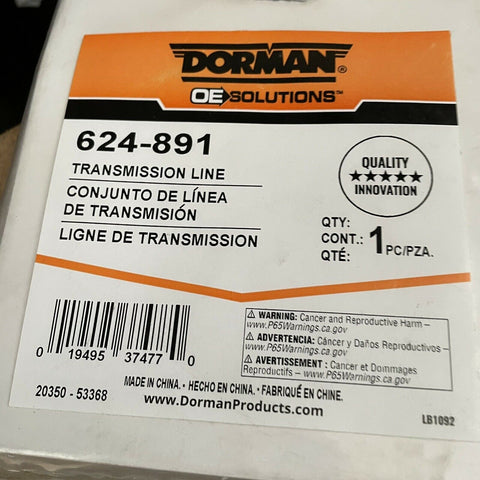 DORMAN®
OE SOLUTIONS™
624-891
TRANSMISSION LINE
CONJUNTO DE LÍNEA
DE TRANSMISIÓN
LIGNE DE TRANSMISSION
QUALITY
★★★★★
INNOVATION
QTY:
CONT.: 1 PC/PZA.
QTÉ:
0 19495 37477 0
20350 - 53368
⚠ WARNING: Cancer and Reproductive Harm –
www.P65Warnings.ca.gov
⚠ ADVERTENCIA: Cáncer y Daños Reproductivos –
www.P65Warnings.ca.gov
⚠ AVERTISSEMENT : Cancer et Dommages
Reproductifs – www.P65Warnings.ca.gov
MADE IN CHINA. • HECHO EN CHINA. • FABRIQUÉ EN CHINE.
www.DormanProducts.com
LB1092